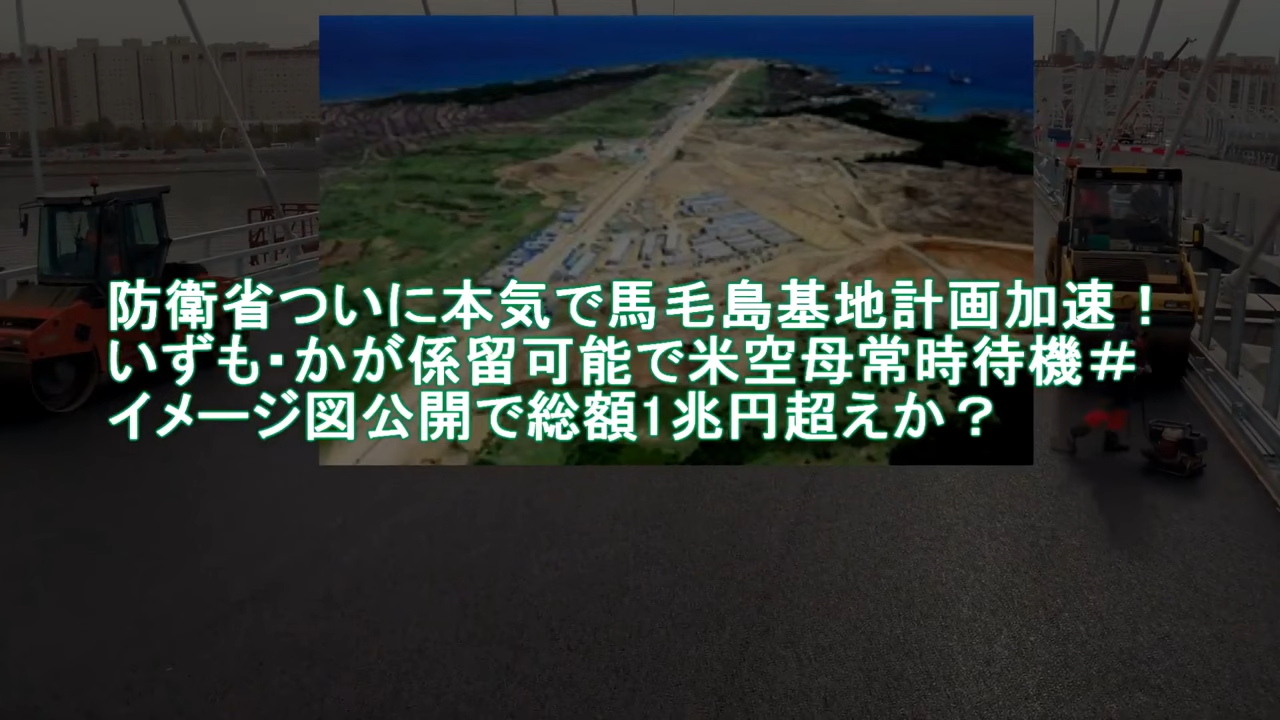 防衛省ついに本気で馬毛島基地計画加速！
いずも・かが係留可能で米空母常時待機＃
イメージ図公開で総額1兆円超えか？